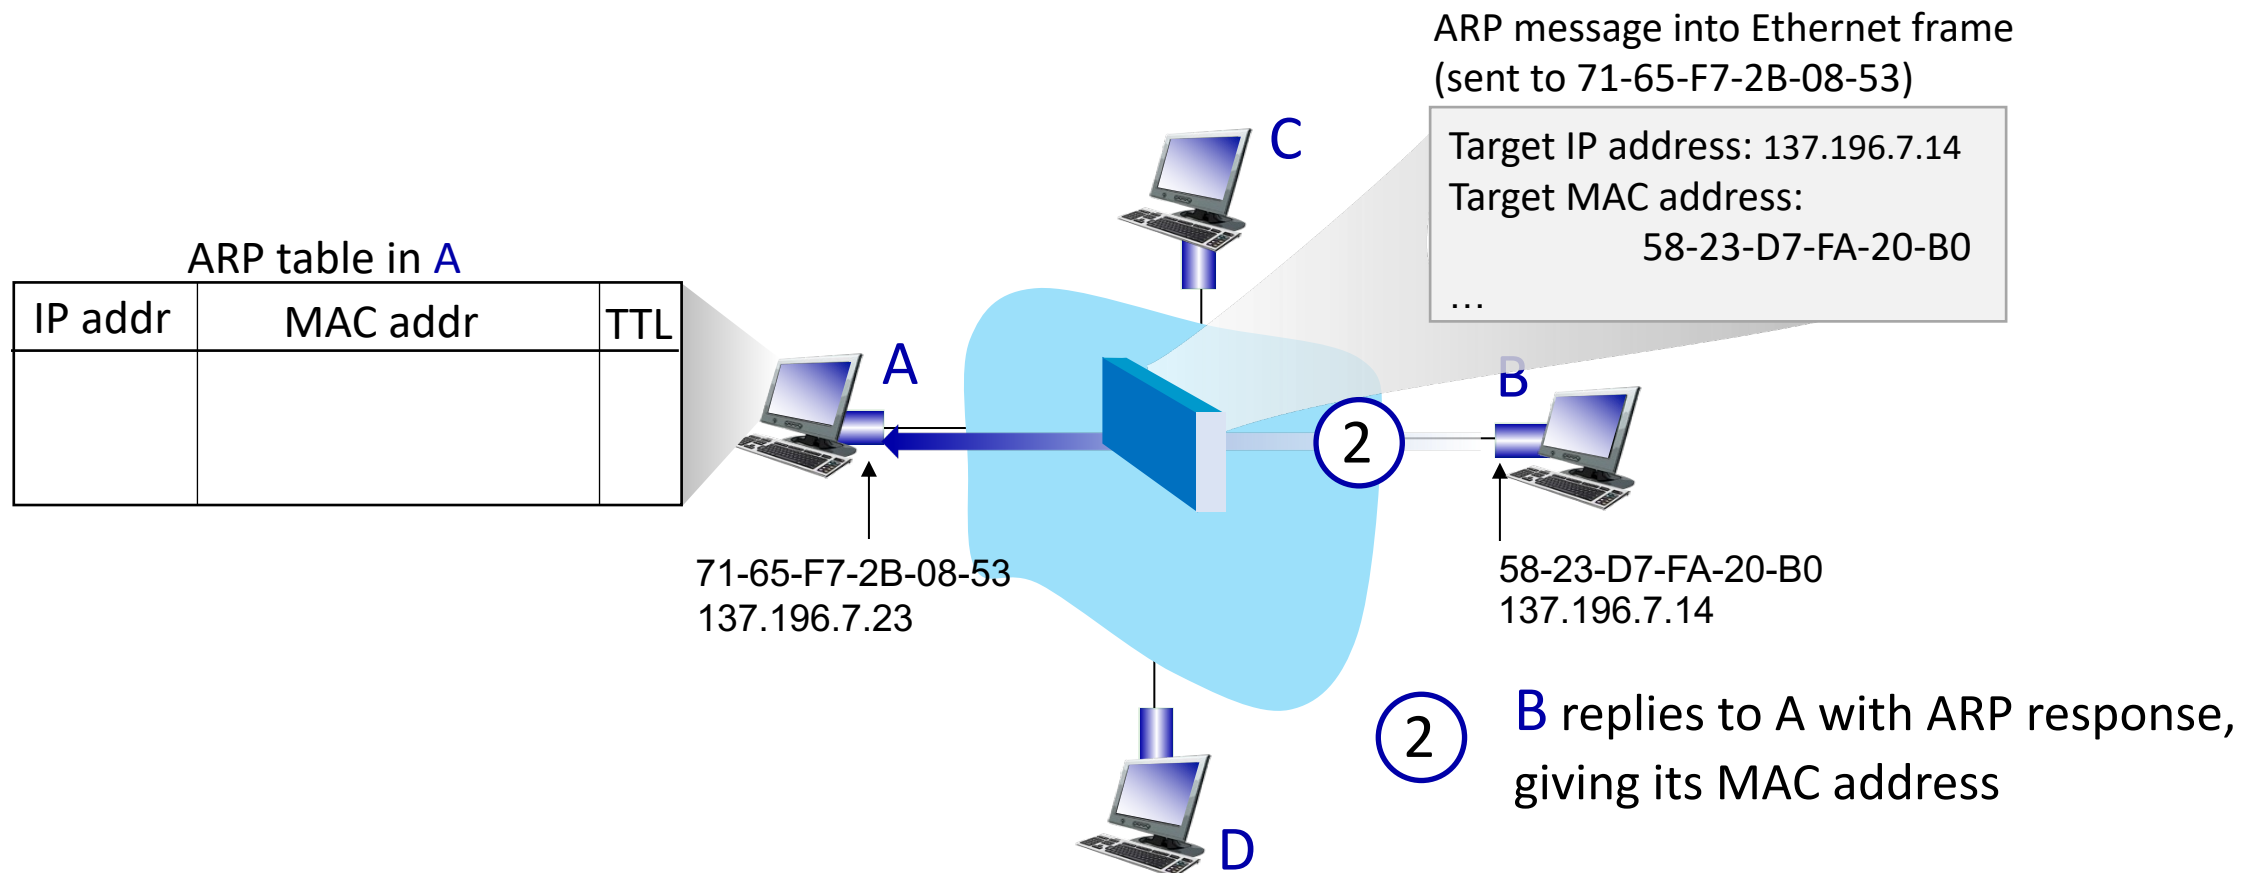 ARP message into Ethernet frame
(sent to 71-65-F7-2B-08-53)
Target IP address: 137.196.7.14
Target MAC address:
58-23-D7-FA-20-B0
…
C
ARP table in A
IP addr MAC addr TTL
A
B
2
71-65-F7-2B-08-53
137.196.7.23
58-23-D7-FA-20-B0
137.196.7.14
2
B replies to A with ARP response,
giving its MAC address
D